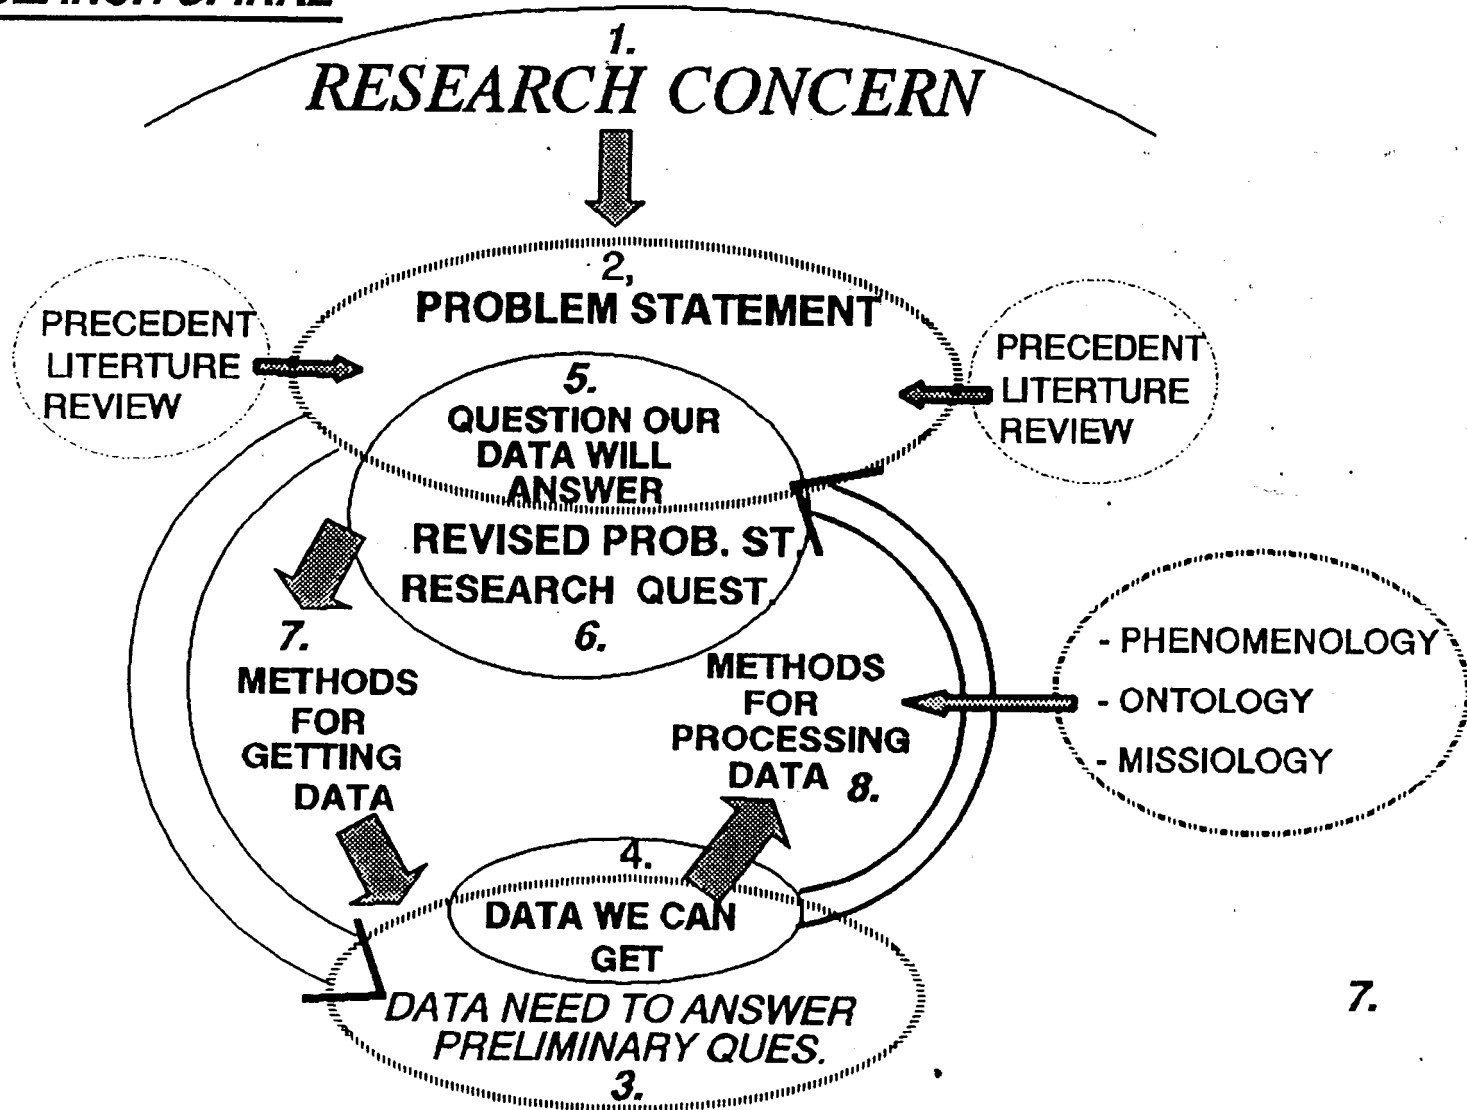 1.
RESEARCH CONCERN
2,
PROBLEM STATEMENT
PRECEDENT
LITERTURE
REVIEW
PRECEDENT
LITERTURE
REVIEW
5.
QUESTION OUR
DATA WILL
ANSWER
REVISED PROB. ST.
RESEARCH QUEST.
6.
7.
METHODS
FOR
GETTING
DATA
METHODS
FOR
PROCESSING
DATA 8.
- PHENOMENOLOGY
- ONTOLOGY
- MISSIOLOGY
4.
DATA WE CAN
GET
DATA NEED TO ANSWER
PRELIMINARY QUES.
3.
7.